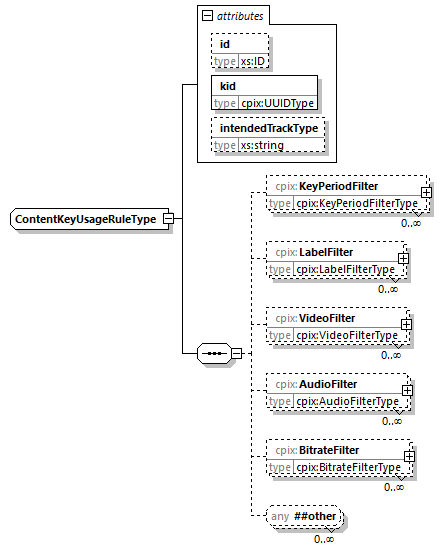 attributes
id
type xs:ID
kid
type cpix:UUIDType
intendedTrackType
type xs:string
ContentKeyUsageRuleType
cpix: KeyPeriodFilter
type cpix:KeyPeriodFilterType
0..∞
cpix: LabelFilter
type cpix:LabelFilterType
0..∞
cpix: VideoFilter
type cpix:VideoFilterType
0..∞
cpix: AudioFilter
type cpix:AudioFilterType
0..∞
cpix: BitrateFilter
type cpix:BitrateFilterType
0..∞
any ##other
0..∞